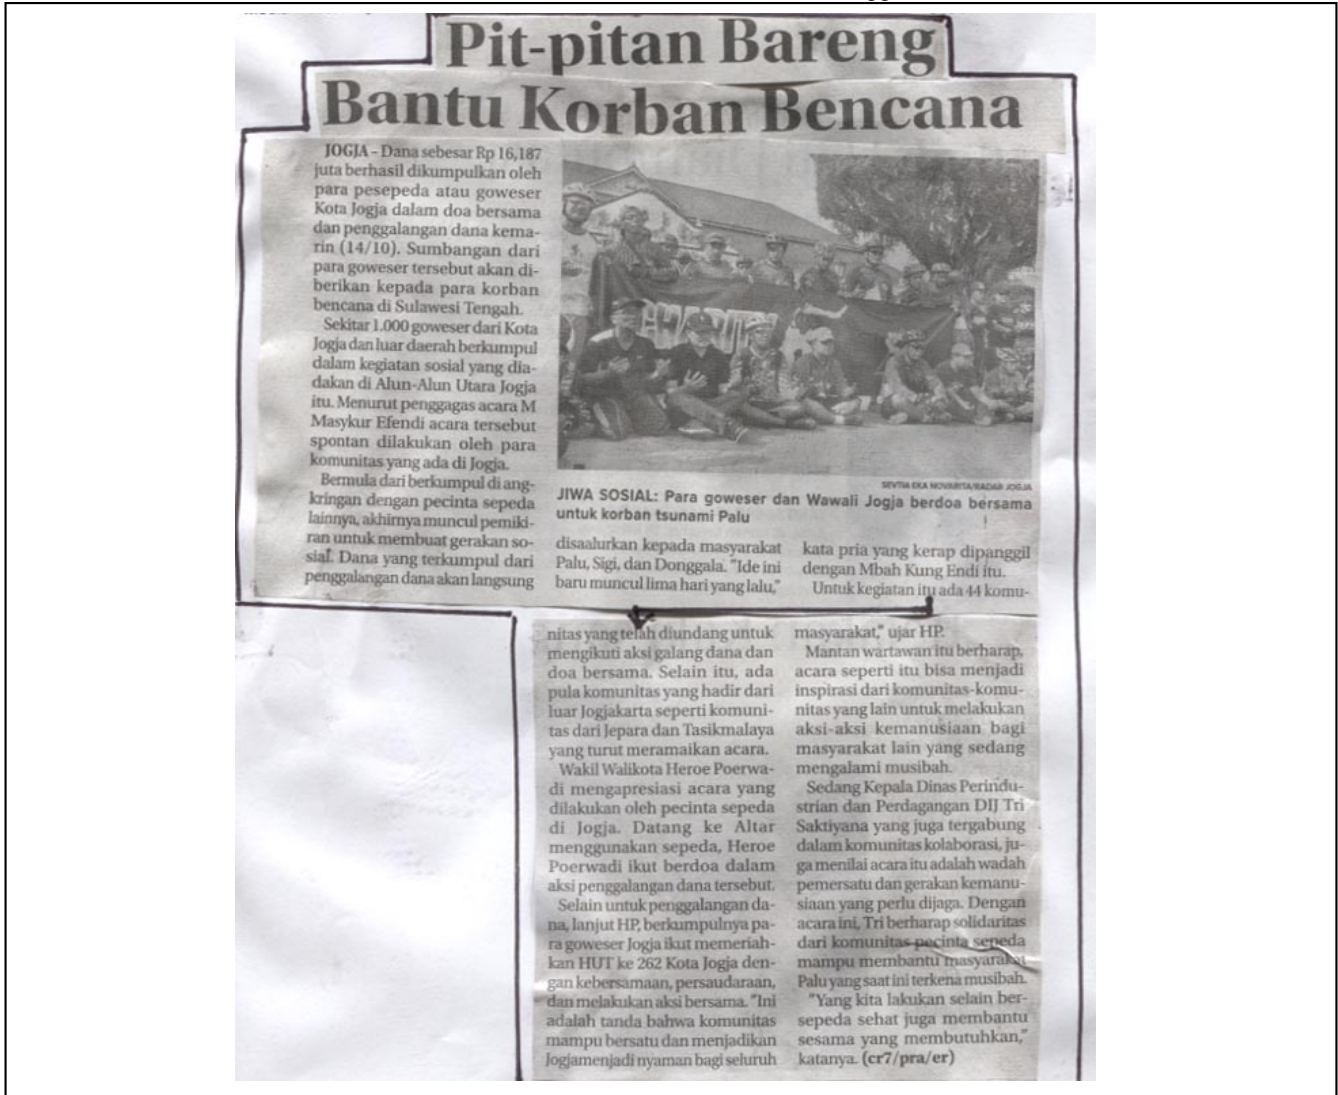 Pit-pitan Bareng
Bantu Korban Bencana
JOGJA – Dana sebesar Rp 16,187
juta berhasil dikumpulkan oleh
para pesepeda atau goweser
Kota Jogja dalam doa bersama
dan penggalangan dana kema-
rin (14/10). Sumbangan dari
para goweser tersebut akan di-
berikan kepada para korban
bencana di Sulawesi Tengah.
Sekitar 1.000 goweser dari Kota
Jogja dan luar daerah berkumpul
dalam kegiatan sosial yang dia-
dakan di Alun-Alun Utara Jogja
itu. Menurut penggagas acara M
Masykur Efendi acara tersebut
spontan dilakukan oleh para
komunitas yang ada di Jogja.
Bermula dari berkumpul di ang-
kringan dengan pecinta sepeda
lainnya, akhirnya muncul pemiki-
ran untuk membuat gerakan so-
sial. Dana yang terkumpul dari
penggalangan dana akan langsung
SEVTIA EKA NOVARITA/RADAR JOGJA
JIWA SOSIAL: Para goweser dan Wawali Jogja berdoa bersama
untuk korban tsunami Palu
disaalurkan kepada masyarakat
Palu, Sigi, dan Donggala. "Ide ini
baru muncul lima hari yang lalu,"
kata pria yang kerap dipanggil
dengan Mbah Kung Endi itu.
Untuk kegiatan itu ada 44 komu-
nitas yang telah diundang untuk
mengikuti aksi galang dana dan
doa bersama. Selain itu, ada
pula komunitas yang hadir dari
luar Jogjakarta seperti komuni-
tas dari Jepara dan Tasikmalaya
yang turut meramaikan acara.
Wakil Walikota Heroe Poerwa-
di mengapresiasi acara yang
dilakukan oleh pecinta sepeda
di Jogja. Datang ke Altar
menggunakan sepeda, Heroe
Poerwadi ikut berdoa dalam
aksi penggalangan dana tersebut.
Selain untuk penggalangan da-
na, lanjut HP, berkumpulnya pa-
ra goweser Jogja ikut memeriah-
kan HUT ke 262 Kota Jogja den-
gan kebersamaan, persaudaraan,
dan melakukan aksi bersama. "Ini
adalah tanda bahwa komunitas
mampu bersatu dan menjadikan
Jogjamenjadi nyaman bagi seluruh
masyarakat," ujar HP.
Mantan wartawan itu berharap,
acara seperti itu bisa menjadi
inspirasi dari komunitas-komu-
nitas yang lain untuk melakukan
aksi-aksi kemanusiaan bagi
masyarakat lain yang sedang
mengalami musibah.
Sedang Kepala Dinas Perindu-
strian dan Perdagangan DIJ Tri
Saktiyana yang juga tergabung
dalam komunitas kolaborasi, ju-
ga menilai acara itu adalah wadah
pemersatu dan gerakan kemanu-
siaan yang perlu dijaga. Dengan
acara ini, Tri berharap solidaritas
dari komunitas pecinta sepeda
mampu membantu masyarakat
Palu yang saat ini terkena musibah.
"Yang kita lakukan selain ber-
sepeda sehat juga membantu
sesama yang membutuhkan,"
katanya. (cr7/pra/er)